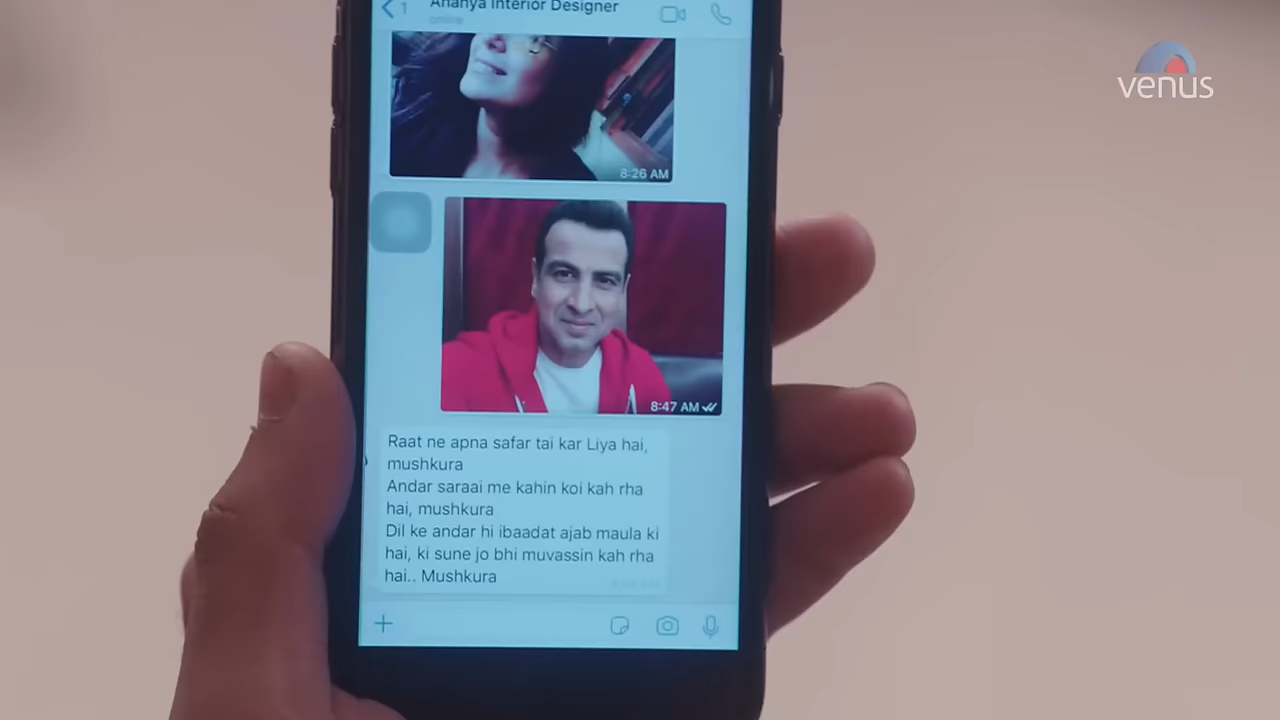 1 Ananya Interior Designer
online
venus
8:26 AM
8:47 AM
Raat ne apna safar tai kar Liya hai,
mushkura
Andar saraai me kahin koi kah rha
hai, mushkura
Dil ke andar hi ibaadat ajab maula ki
hai, ki sune jo bhi muvassin kah rha
hai.. Mushkura